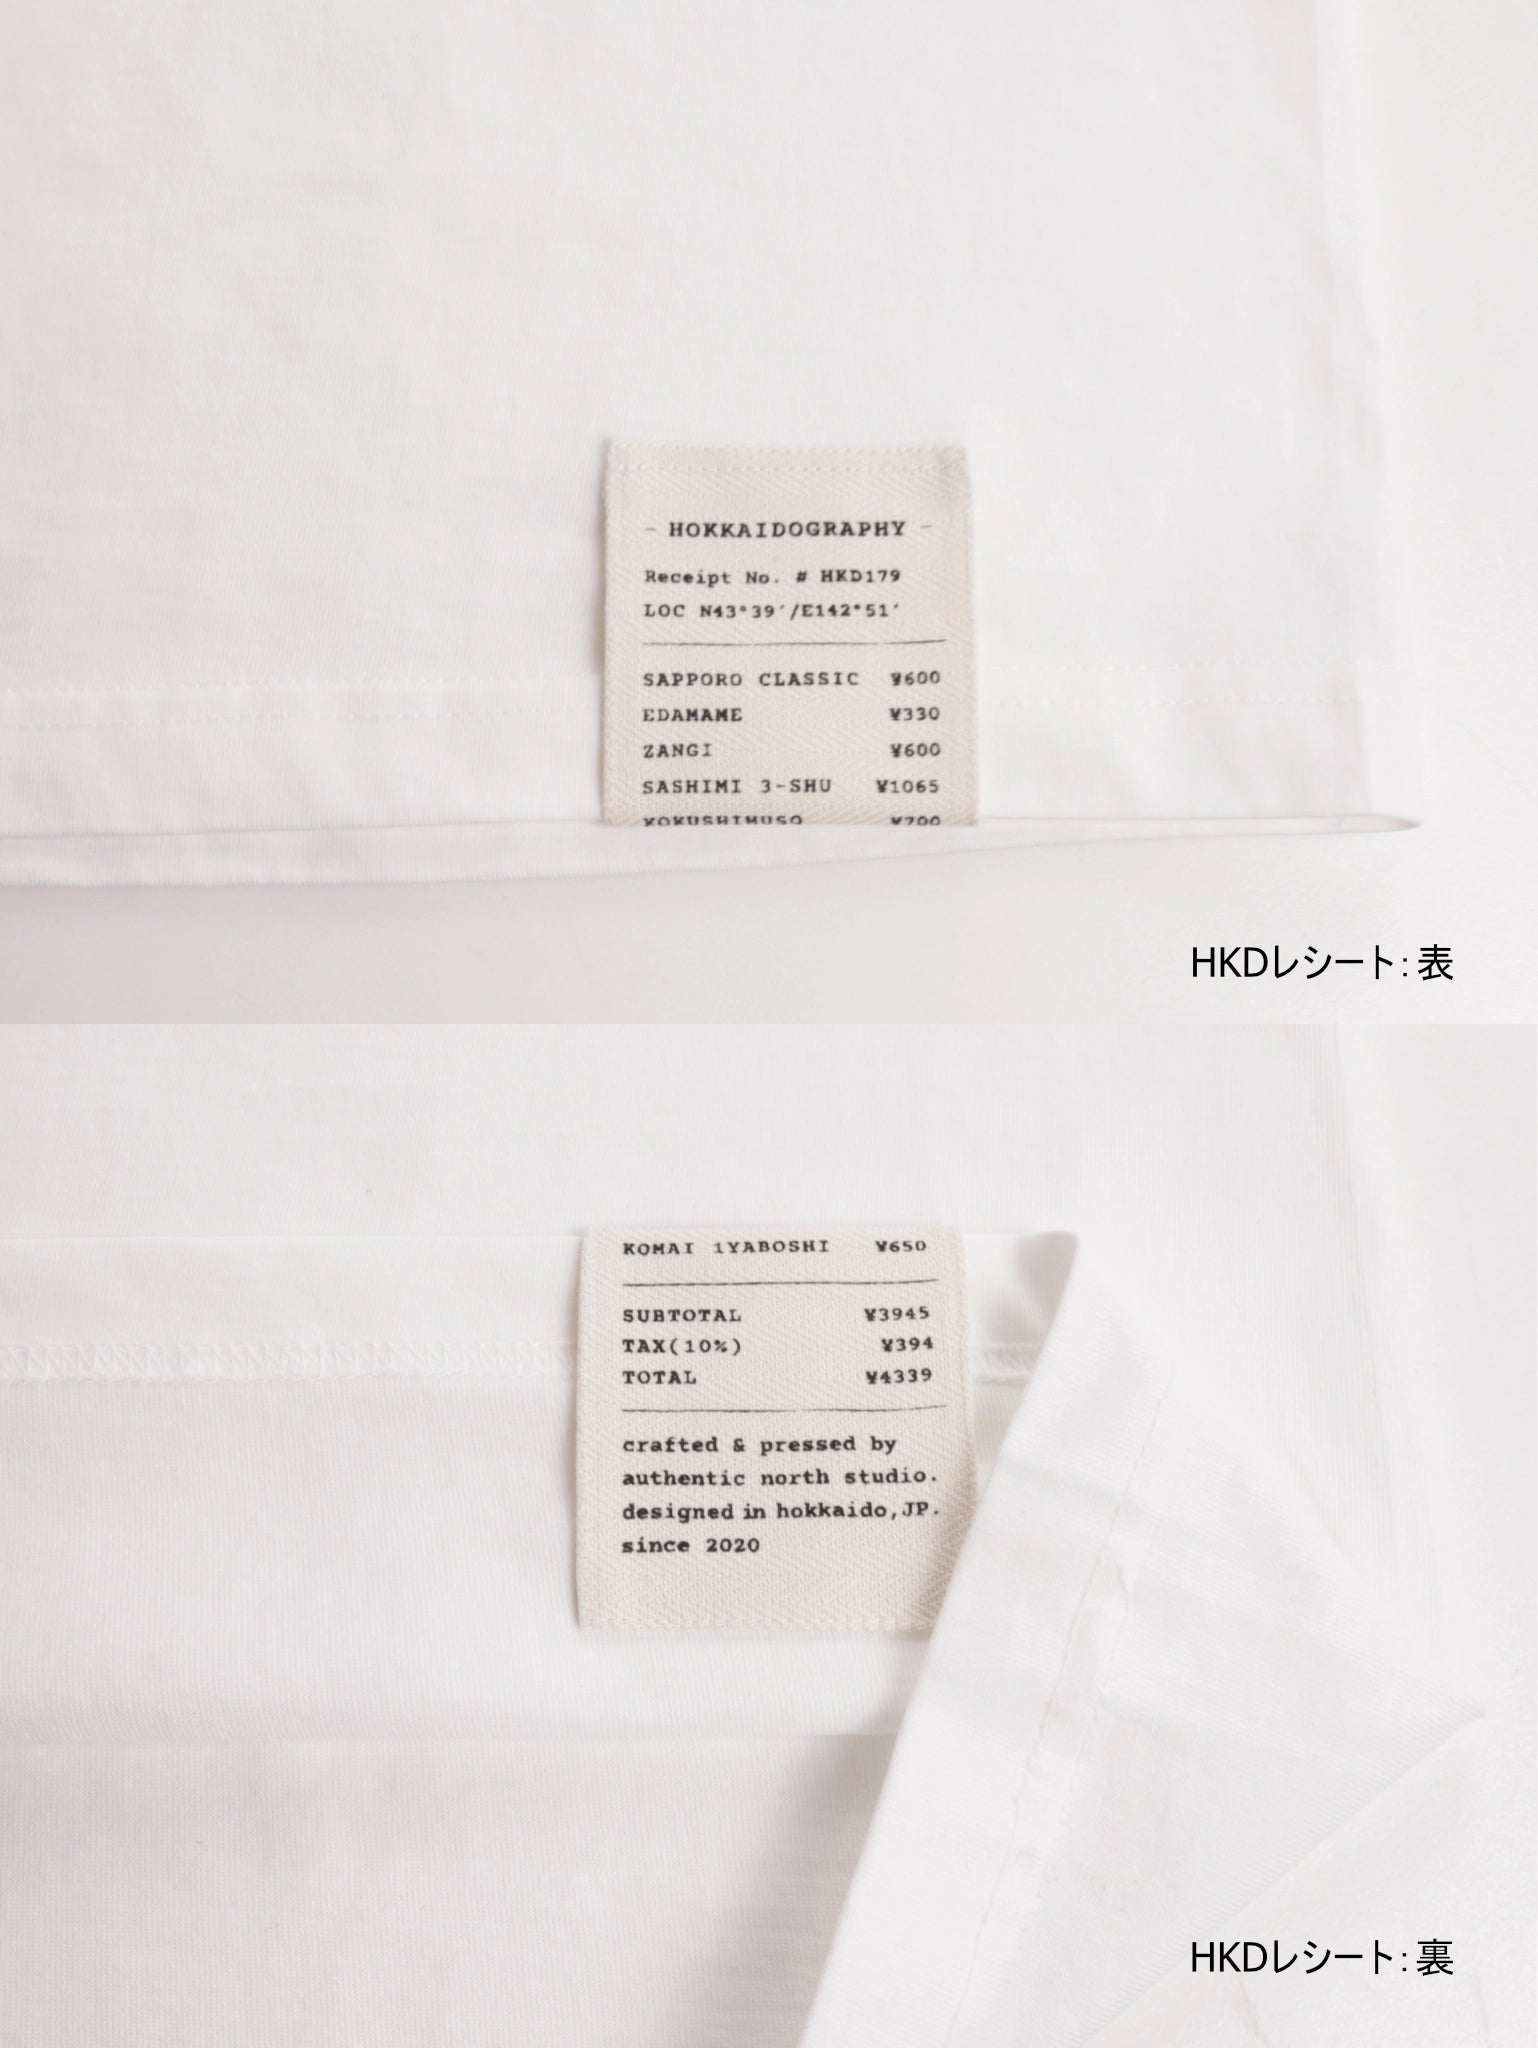 - HOKKAIDOGRAPHY -
Receipt No. # HKD179
LOC N43°39′/E142°51′
SAPPORO CLASSIC ¥600
EDAMAME ¥330
ZANGI ¥600
SASHIMI 3-SHU ¥1065
KOKUSHIMUSO ¥700
HKDレシート：表
KOMAI 1YABOSHI ¥650
SUBTOTAL ¥3945
TAX(10%) ¥394
TOTAL ¥4339
crafted & pressed by
authentic north studio.
designed in hokkaido,JP.
since 2020
HKDレシート：裏